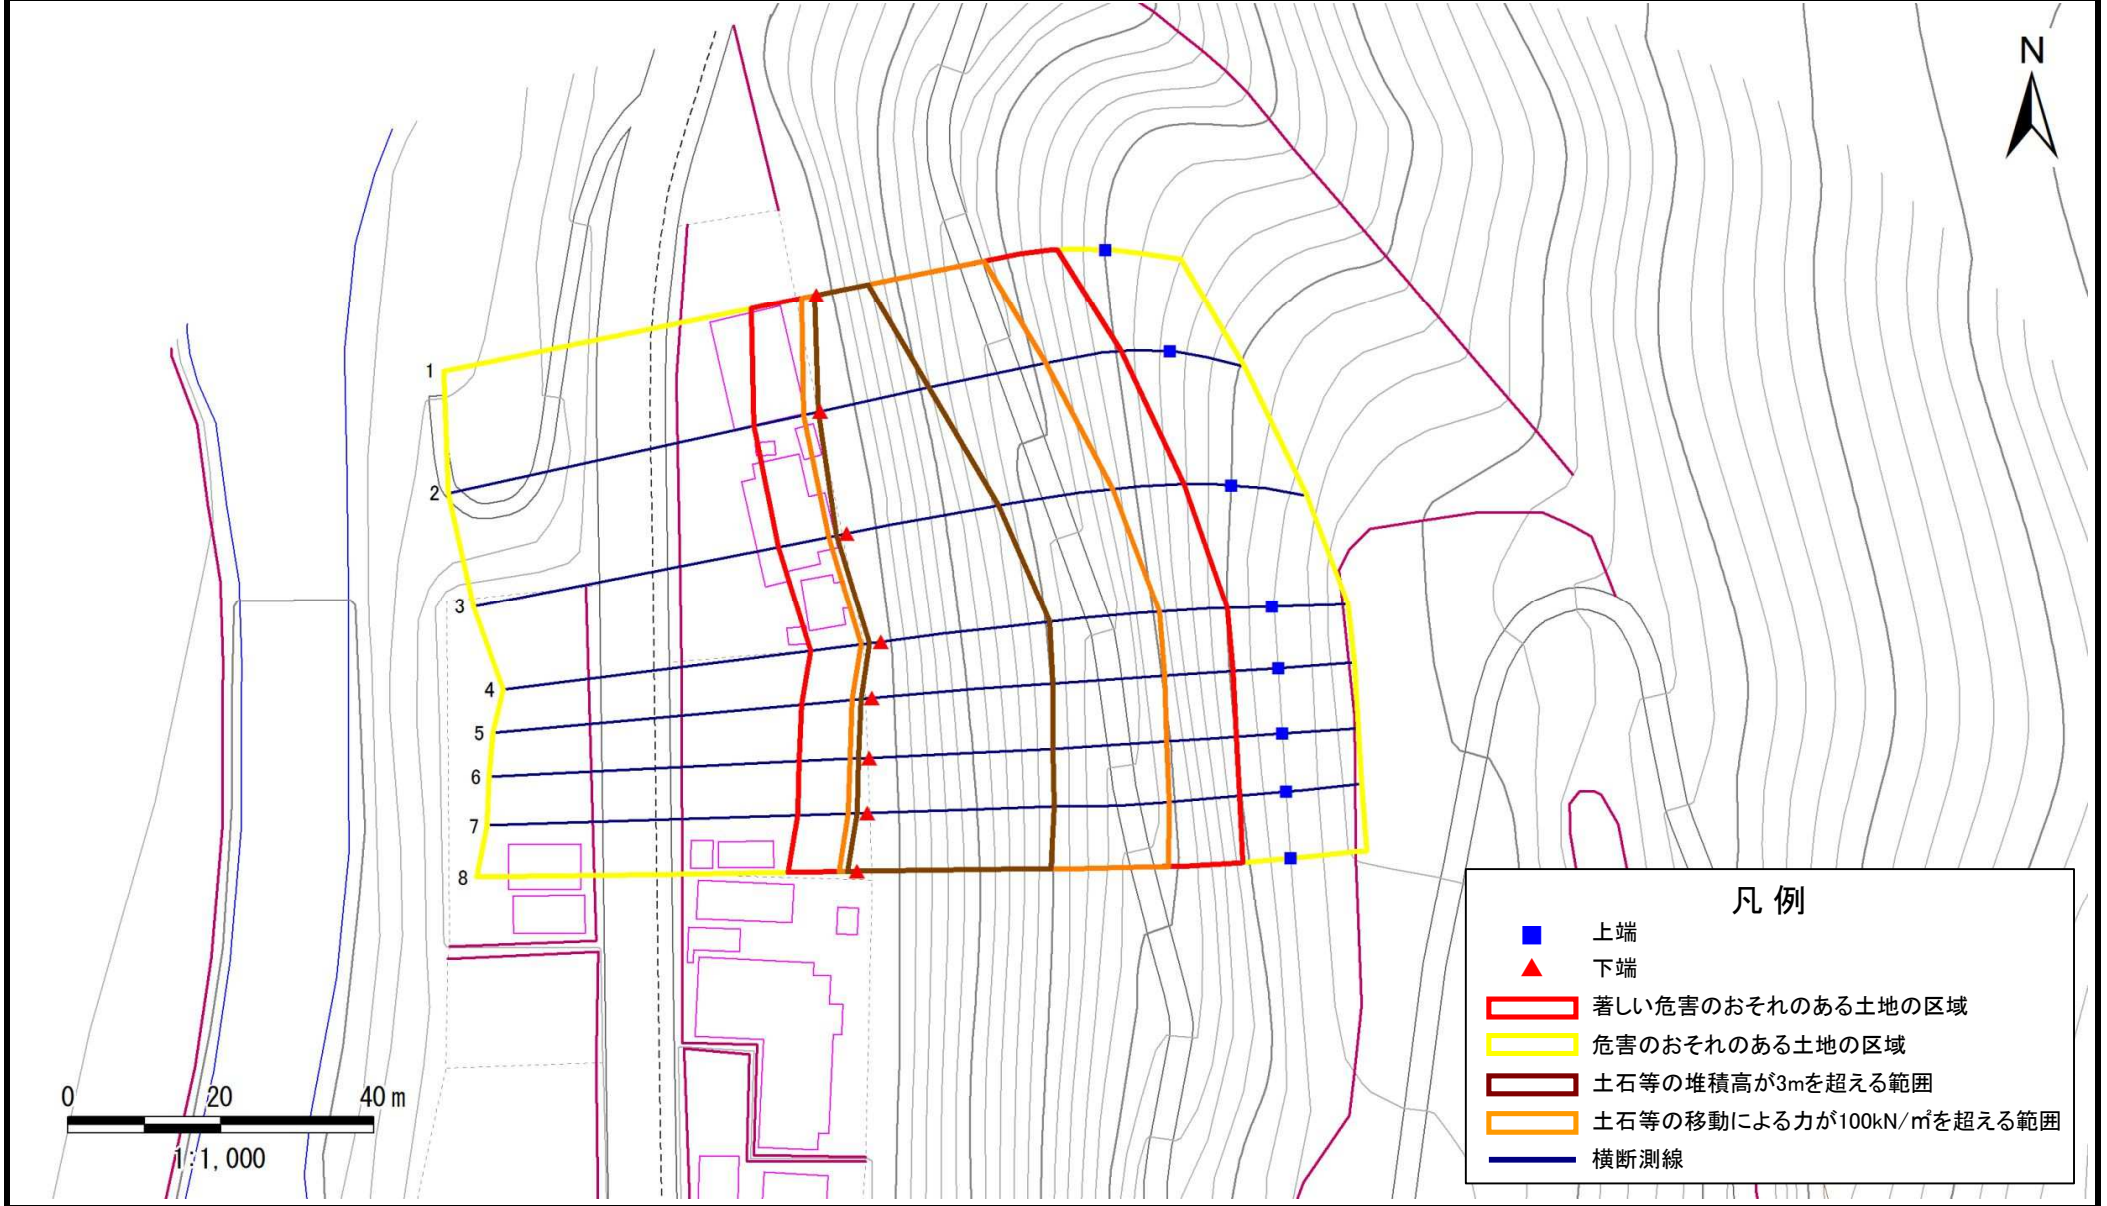 N
1
2
3
4
5
6
7
8
0 20 40 m
1:1,000
凡 例
上端
下端
著しい危害のおそれのある土地の区域
危害のおそれのある土地の区域
土石等の堆積高が3mを超える範囲
土石等の移動による力が100kN/㎡を超える範囲
横断測線